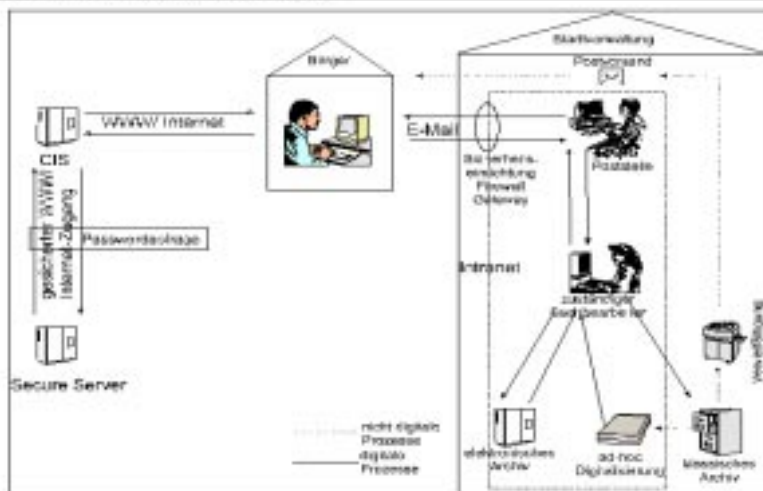 Stadtverwaltung
Bürger
Postversand
WWW/ Internet
E-Mail
CIS
Sicherheits-
einrichtung
Firewall
Gateway
Poststelle
gesicherter WWW/
Internet-Zugang
Passwortabfrage
Intranet
zuständiger
Sachbearbeiter
Secure Server
nicht digitale
Prozesse
digitale
Prozesse
elektronisches
Archiv
ad-hoc
Digitalisierung
klassisches
Archiv